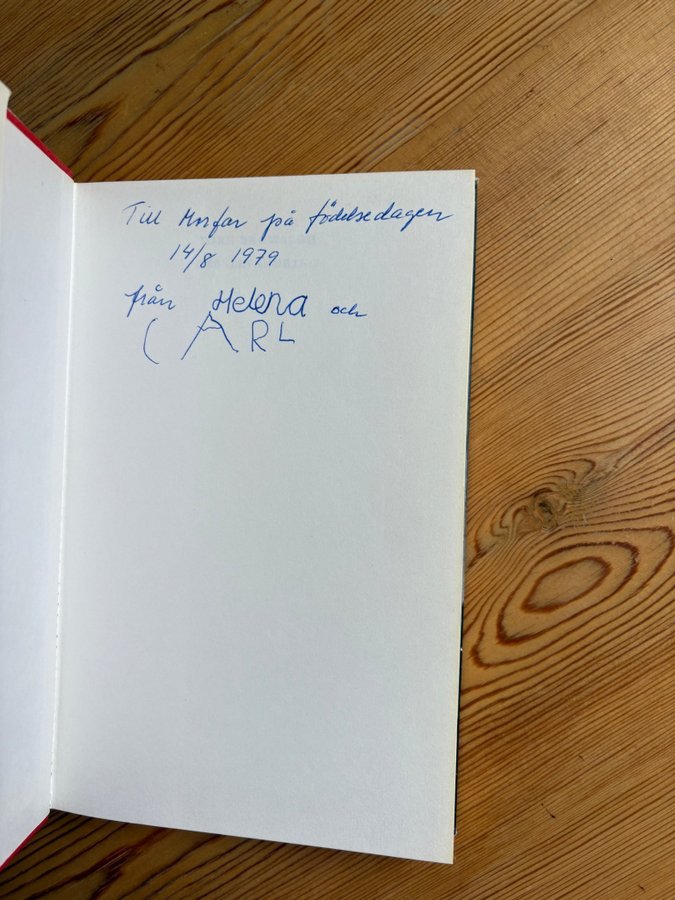 Till Morfar på födelsedagen
14/8 1979
från Helena och
CARL